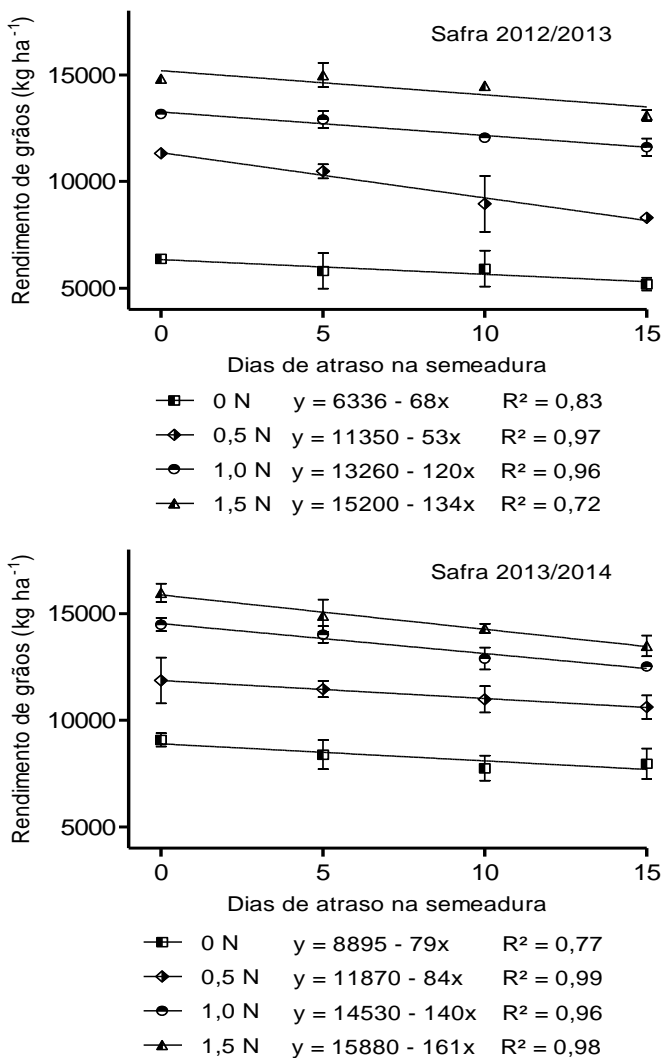 Safra 2012/2013
Rendimento de grãos (kg ha-1)
15000
10000
5000
0 5 10 15
Dias de atraso na semeadura
0 N y = 6336 - 68x R² = 0,83
0,5 N y = 11350 - 53x R² = 0,97
1,0 N y = 13260 - 120x R² = 0,96
1,5 N y = 15200 - 134x R² = 0,72
Safra 2013/2014
Rendimento de grãos (kg ha-1)
15000
10000
5000
0 5 10 15
Dias de atraso na semeadura
0 N y = 8895 - 79x R² = 0,77
0,5 N y = 11870 - 84x R² = 0,99
1,0 N y = 14530 - 140x R² = 0,96
1,5 N y = 15880 - 161x R² = 0,98